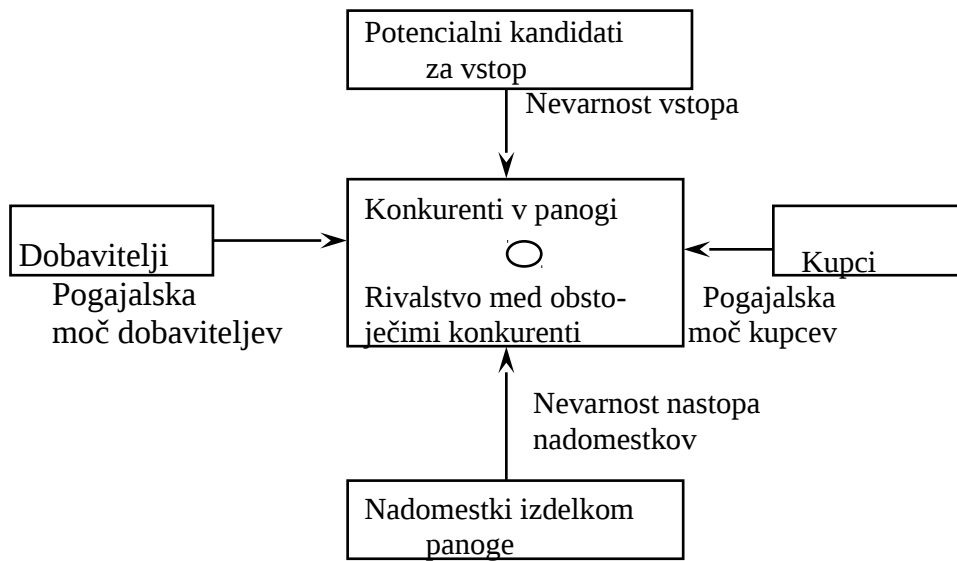 Potencialni kandidati
za vstop
Nevarnost vstopa
Konkurenti v panogi
Dobavitelji
Kupci
Pogajalska
moč dobaviteljev
Rivalstvo med obsto-
ječimi konkurenti
Pogajalska
moč kupcev
Nevarnost nastopa
nadomestkov
Nadomestki izdelkom
panoge